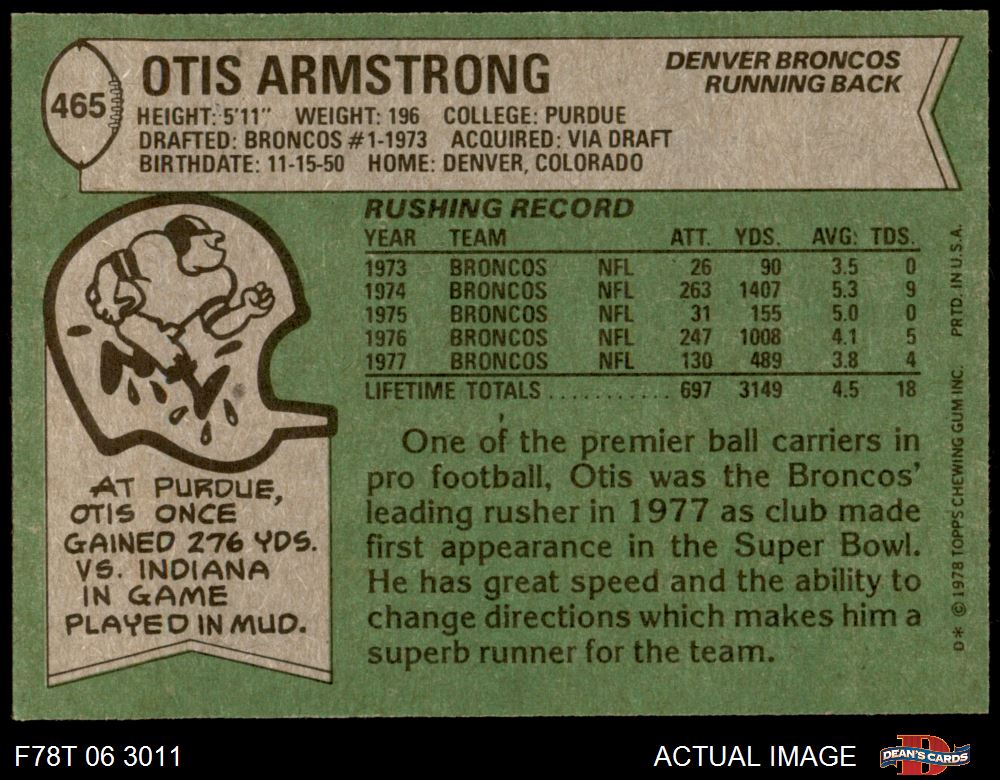 465
OTIS ARMSTRONG
DENVER BRONCOS
RUNNING BACK
HEIGHT: 5'11" WEIGHT: 196 COLLEGE: PURDUE
DRAFTED: BRONCOS #1-1973 ACQUIRED: VIA DRAFT
BIRTHDATE: 11-15-50 HOME: DENVER, COLORADO
RUSHING RECORD
YEAR TEAM ATT. YDS. AVG. TDS.
1973 BRONCOS NFL 26 90 3.5 0
1974 BRONCOS NFL 263 1407 5.3 9
1975 BRONCOS NFL 31 155 5.0 0
1976 BRONCOS NFL 247 1008 4.1 5
1977 BRONCOS NFL 130 489 3.8 4
LIFETIME TOTALS ........... 697 3149 4.5 18
One of the premier ball carriers in
pro football, Otis was the Broncos'
leading rusher in 1977 as club made
first appearance in the Super Bowl.
He has great speed and the ability to
change directions which makes him a
superb runner for the team.
AT PURDUE,
OTIS ONCE
GAINED 276 YDS.
VS. INDIANA
IN GAME
PLAYED IN MUD.
D* © 1978 TOPPS CHEWING GUM INC. PRTD. IN U.S.A.
F78T 06 3011
ACTUAL IMAGE
D
DEAN'S CARDS